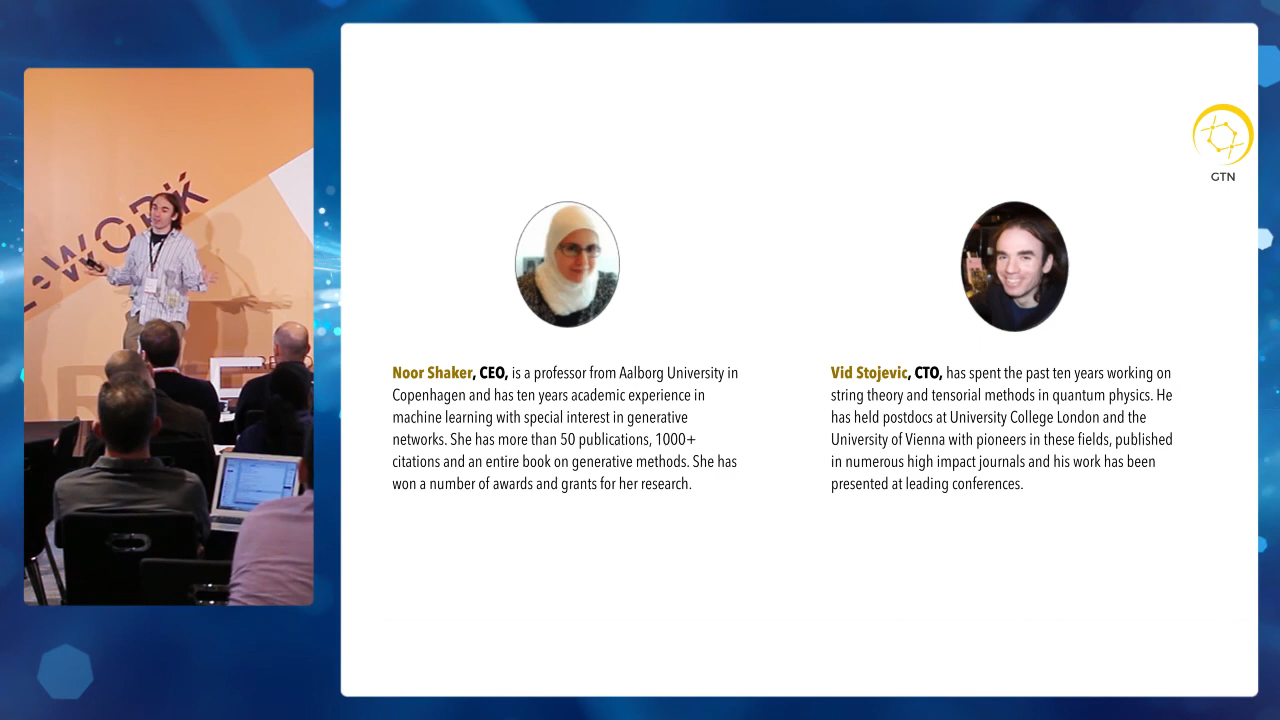 WORK
GTN
Noor Shaker, CEO, is a professor from Aalborg University in
Copenhagen and has ten years academic experience in
machine learning with special interest in generative
networks. She has more than 50 publications, 1000+
citations and an entire book on generative methods. She has
won a number of awards and grants for her research.
Vid Stojevic, CTO, has spent the past ten years working on
string theory and tensorial methods in quantum physics. He
has held postdocs at University College London and the
University of Vienna with pioneers in these fields, published
in numerous high impact journals and his work has been
presented at leading conferences.